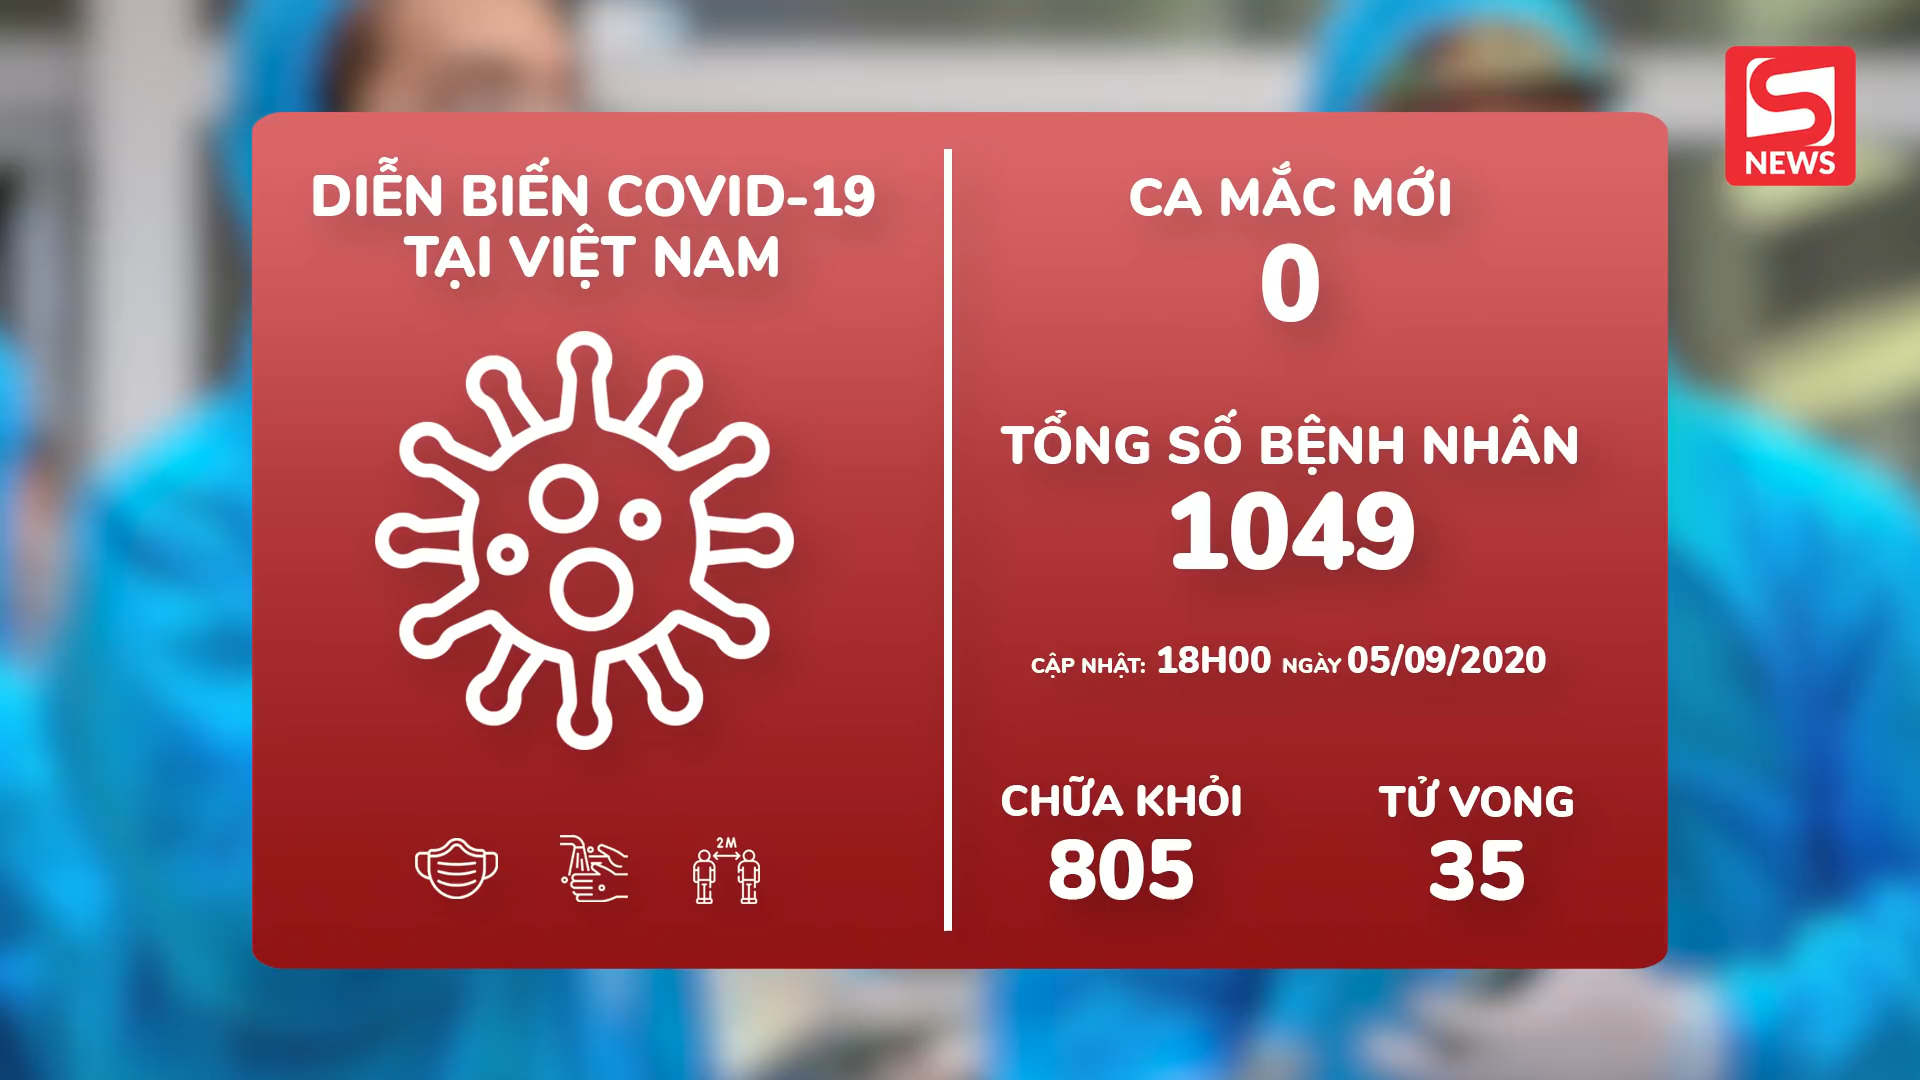 DIỄN BIẾN COVID-19
TẠI VIỆT NAM
2M
CA MẮC MỚI
0
TỔNG SỐ BỆNH NHÂN
1049
CẬP NHẬT: 18H00 NGÀY 05/09/2020
CHỮA KHỎI
805
TỬ VONG
35
S
NEWS